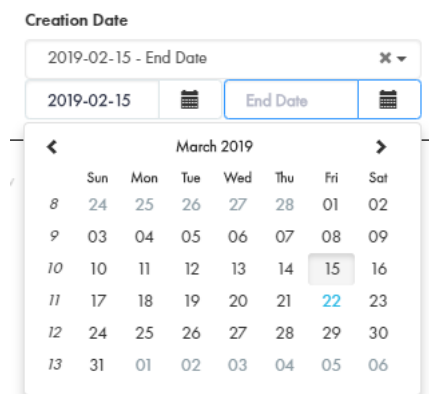 Creation Date
2019-02-15 - End Date
2019-02-15 End Date
March 2019
Sun Mon Tue Wed Thu Fri Sat
8 24 25 26 27 28 01 02
9 03 04 05 06 07 08 09
10 10 11 12 13 14 15 16
11 17 18 19 20 21 22 23
12 24 25 26 27 28 29 30
13 31 01 02 03 04 05 06